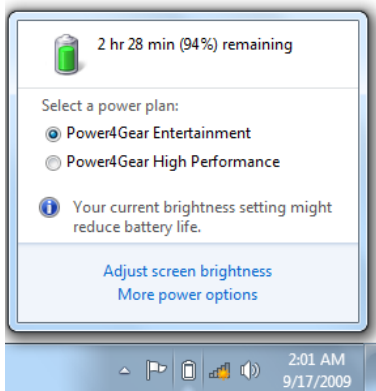 2 hr 28 min (94%) remaining
Select a power plan:
Power4Gear Entertainment
Power4Gear High Performance
Your current brightness setting might
reduce battery life.
Adjust screen brightness
More power options
2:01 AM
9/17/2009